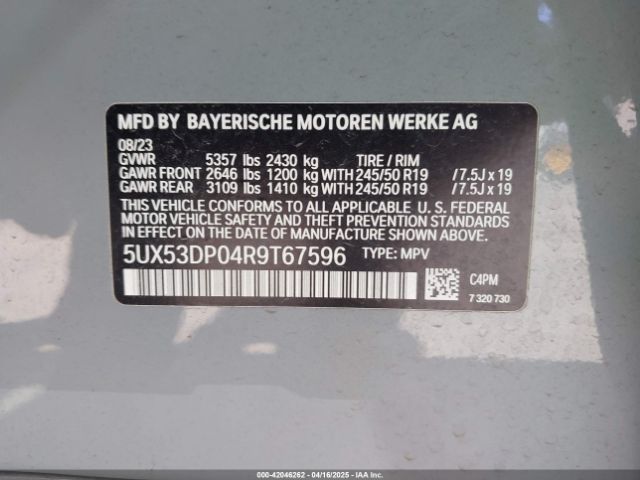 MFD BY BAYERISCHE MOTOREN WERKE AG
08/23
GVWR 5357 lbs 2430 kg TIRE / RIM
GAWR FRONT 2646 lbs 1200 kg WITH 245/50 R19 /7.5J x 19
GAWR REAR 3109 lbs 1410 kg WITH 245/50 R19 /7.5J x 19
THIS VEHICLE CONFORMS TO ALL APPLICABLE U. S. FEDERAL
MOTOR VEHICLE SAFETY AND THEFT PREVENTION STANDARDS
IN EFFECT ON THE DATE OF MANUFACTURE SHOWN ABOVE.
5UX53DP04R9T67596 TYPE: MPV
C4PM
7 320 730
000-42046262 - 04/16/2025 - IAA Inc.